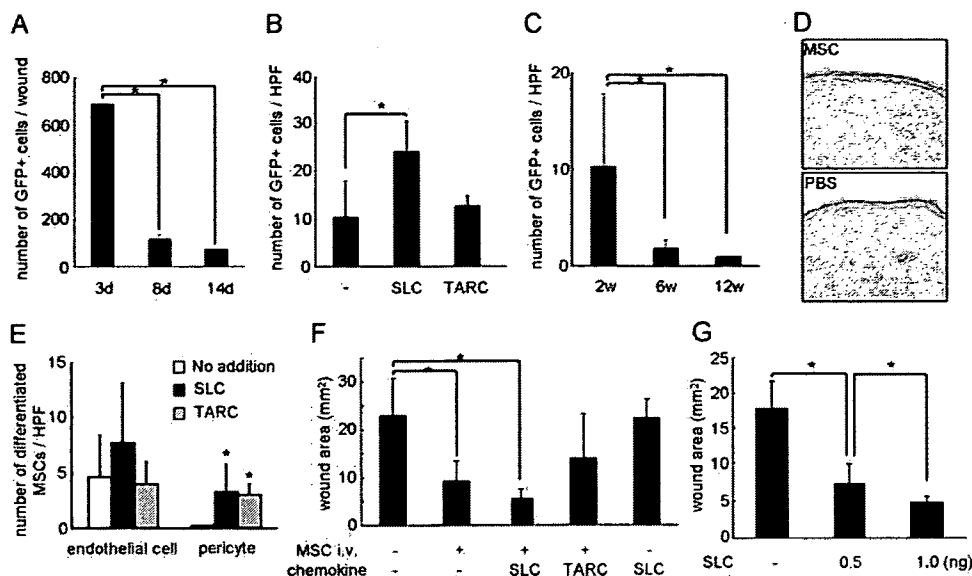 A
number of GFP+ cells / wound
800
600
400
200
0
3d 8d 14d
*
*
B
number of GFP+ cells / HPF
40
30
20
10
0
- SLC TARC
*
C
number of GFP+ cells / HPF
20
10
0
2w 6w 12w
*
*
D
MSC
PBS
E
number of differentiated
MSCs / HPF
15
10
5
0
No addition
SLC
TARC
* *
endothelial cell pericyte
F
wound area (mm²)
30
20
10
0
*
*
MSC i.v. - + + + -
chemokine - - SLC TARC SLC
G
wound area (mm²)
25
20
15
10
5
0
* *
SLC - 0.5 1.0 (ng)